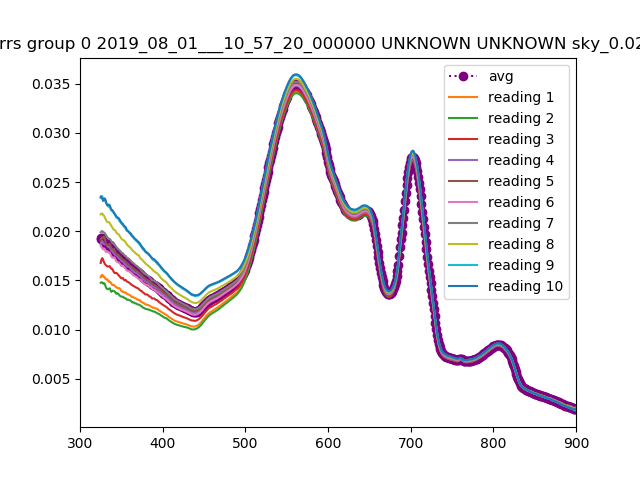 rrs group 0 2019_08_01___10_57_20_000000 UNKNOWN UNKNOWN sky_0.02
0.035
0.030
0.025
0.020
0.015
0.010
0.005
300 400 500 600 700 800 900
avg
reading 1
reading 2
reading 3
reading 4
reading 5
reading 6
reading 7
reading 8
reading 9
reading 10